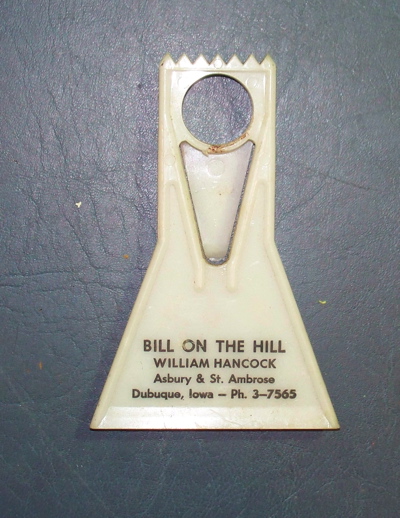 BILL ON THE HILL
WILLIAM HANCOCK
Asbury & St. Ambrose
Dubuque, Iowa — Ph. 3–7565